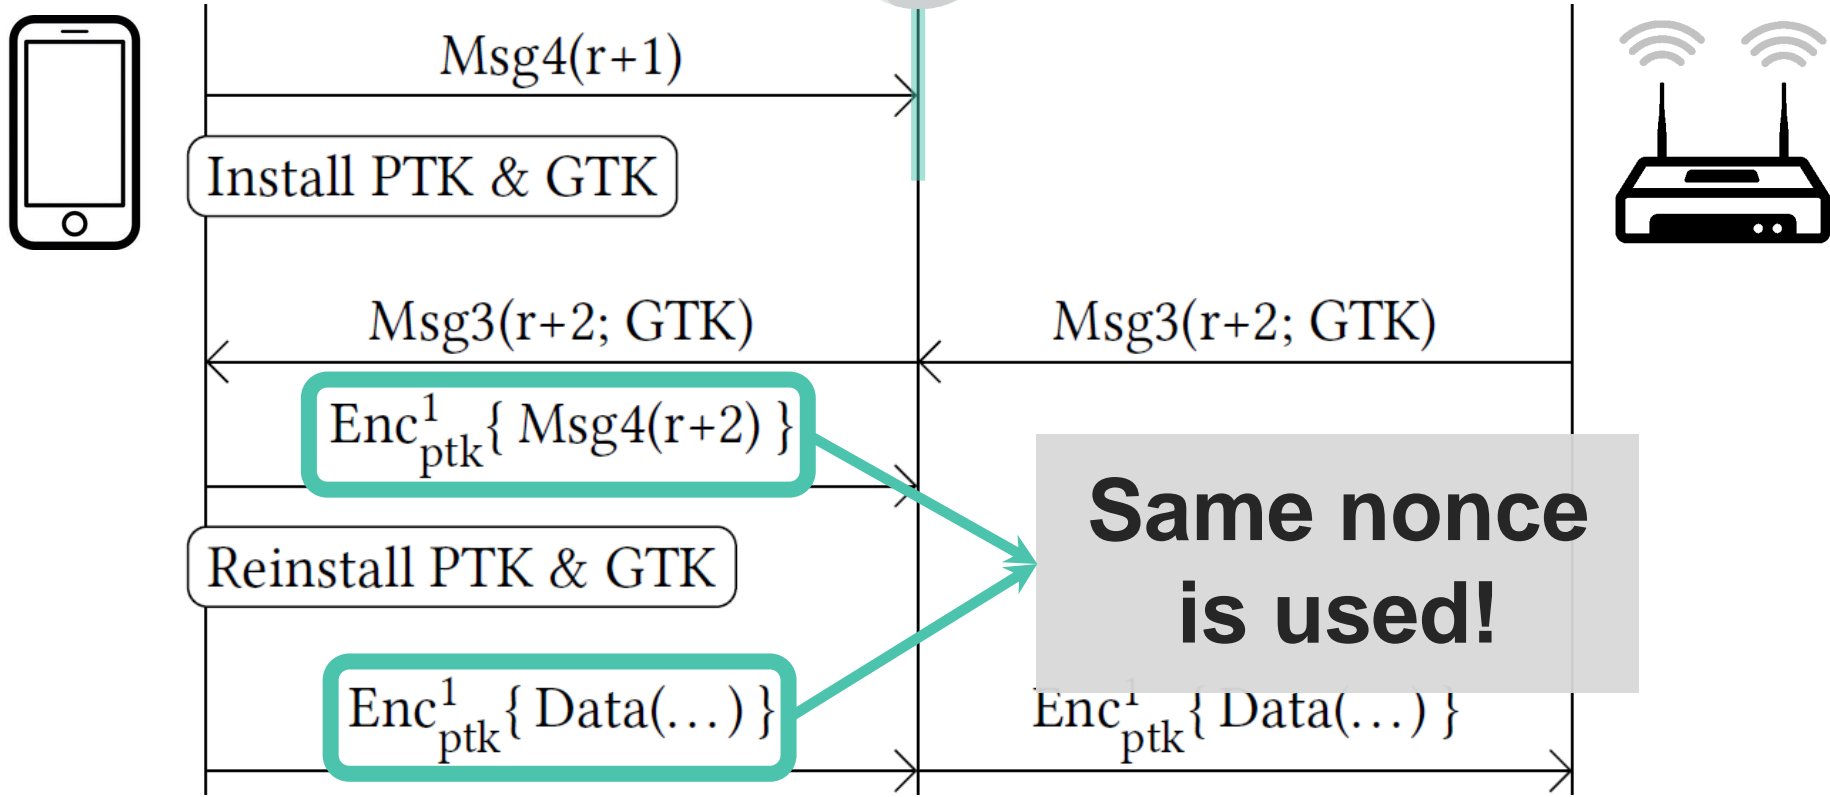 Msg4(r+1)
Install PTK & GTK
Msg3(r+2; GTK)
Msg3(r+2; GTK)
Enc¹ptk{ Msg4(r+2) }
Same nonce
is used!
Reinstall PTK & GTK
Enc¹ptk{ Data(…) }
Enc¹ptk{ Data(…) }